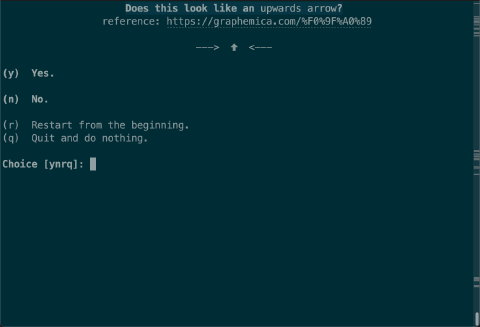 Does this look like an upwards arrow?
reference: https://graphemica.com/%F0%9F%A0%89
---> 🠉 <---
(y) Yes.
(n) No.
(r) Restart from the beginning.
(q) Quit and do nothing.
Choice [ynrq]: